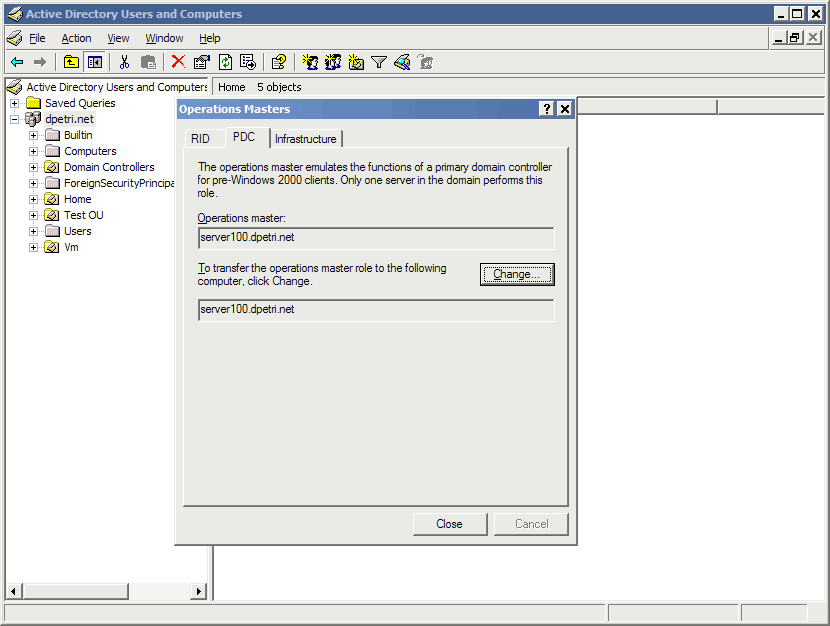 Active Directory Users and Computers
File Action View Window Help
Active Directory Users and Computers
Home 5 objects
Saved Queries
dpetri.net
Builtin
Computers
Domain Controllers
ForeignSecurityPrincipa
Home
Test OU
Users
Vm
Operations Masters
RID PDC Infrastructure
The operations master emulates the functions of a primary domain controller
for pre-Windows 2000 clients. Only one server in the domain performs this
role.
Operations master:
server100.dpetri.net
To transfer the operations master role to the following
computer, click Change.
Change...
server100.dpetri.net
Close Cancel